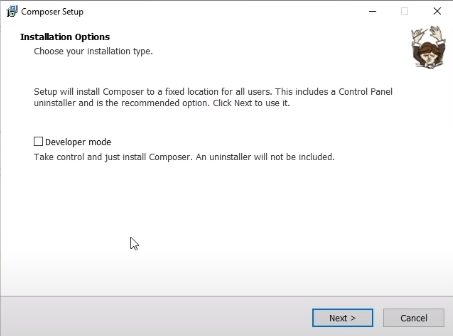 Composer Setup
Installation Options
Choose your installation type.
Setup will install Composer to a fixed location for all users. This includes a Control Panel
uninstaller and is the recommended option. Click Next to use it.
Developer mode
Take control and just install Composer. An uninstaller will not be included.
Next >
Cancel